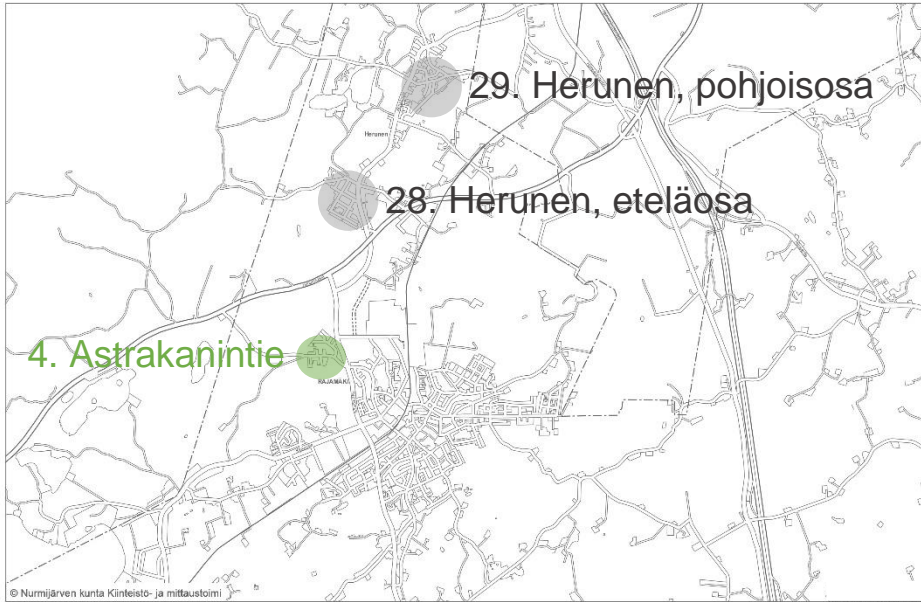 29. Herunen, pohjoisosa
Herunen
28. Herunen, eteläosa
4. Astrakanintie
RAJAMÄKI
© Nurmijärven kunta Kiinteistö- ja mittaustoimi